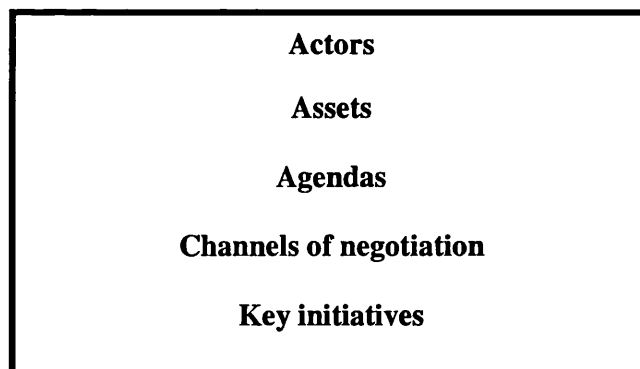 Actors
Assets
Agendas
Channels of negotiation
Key initiatives